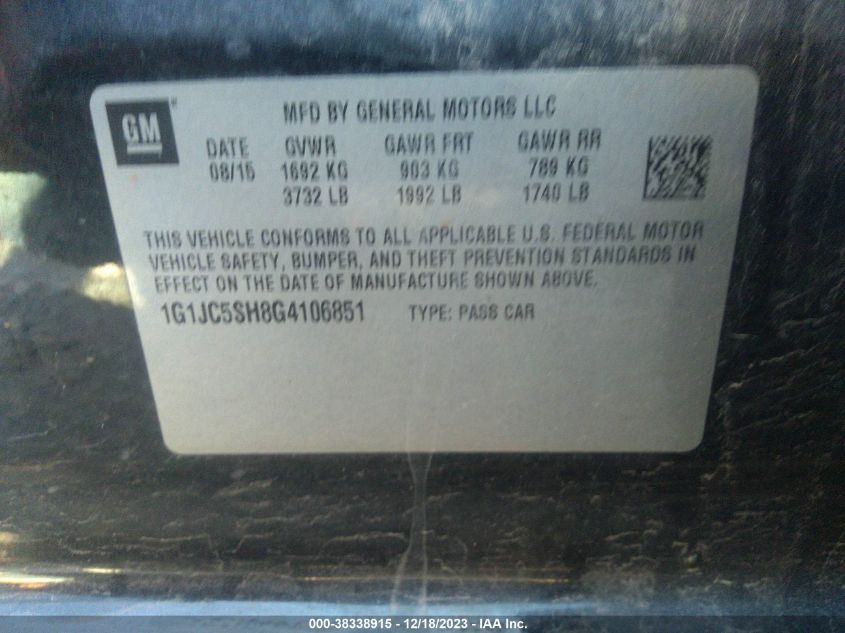 GM
MFD BY GENERAL MOTORS LLC
DATE GVWR GAWR FRT GAWR RR
08/15 1692 KG 903 KG 789 KG
3732 LB 1992 LB 1740 LB
THIS VEHICLE CONFORMS TO ALL APPLICABLE U.S. FEDERAL MOTOR
VEHICLE SAFETY, BUMPER, AND THEFT PREVENTION STANDARDS IN
EFFECT ON THE DATE OF MANUFACTURE SHOWN ABOVE.
1G1JC5SH8G4106851 TYPE: PASS CAR
000-38338915 - 12/18/2023 - IAA Inc.